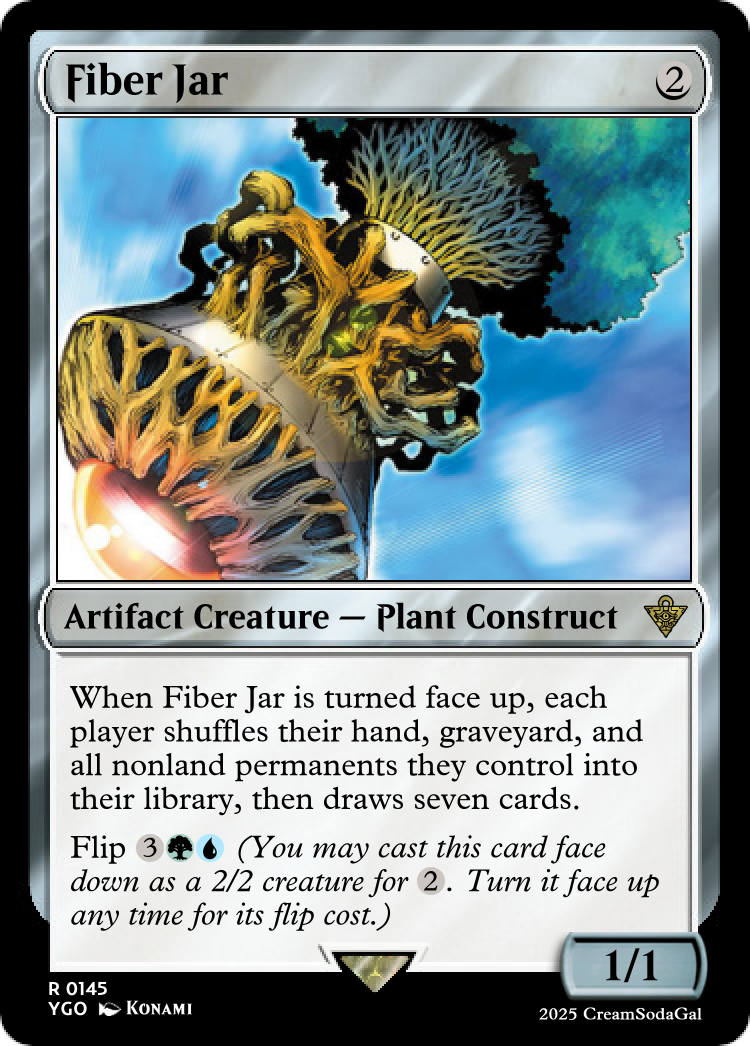 Fiber Jar 2
Artifact Creature — Plant Construct
When Fiber Jar is turned face up, each
player shuffles their hand, graveyard, and
all nonland permanents they control into
their library, then draws seven cards.
Flip 3 (You may cast this card face
down as a 2/2 creature for 2. Turn it face up
any time for its flip cost.)
1/1
R 0145
YGO KONAMI
2025 CreamSodaGal